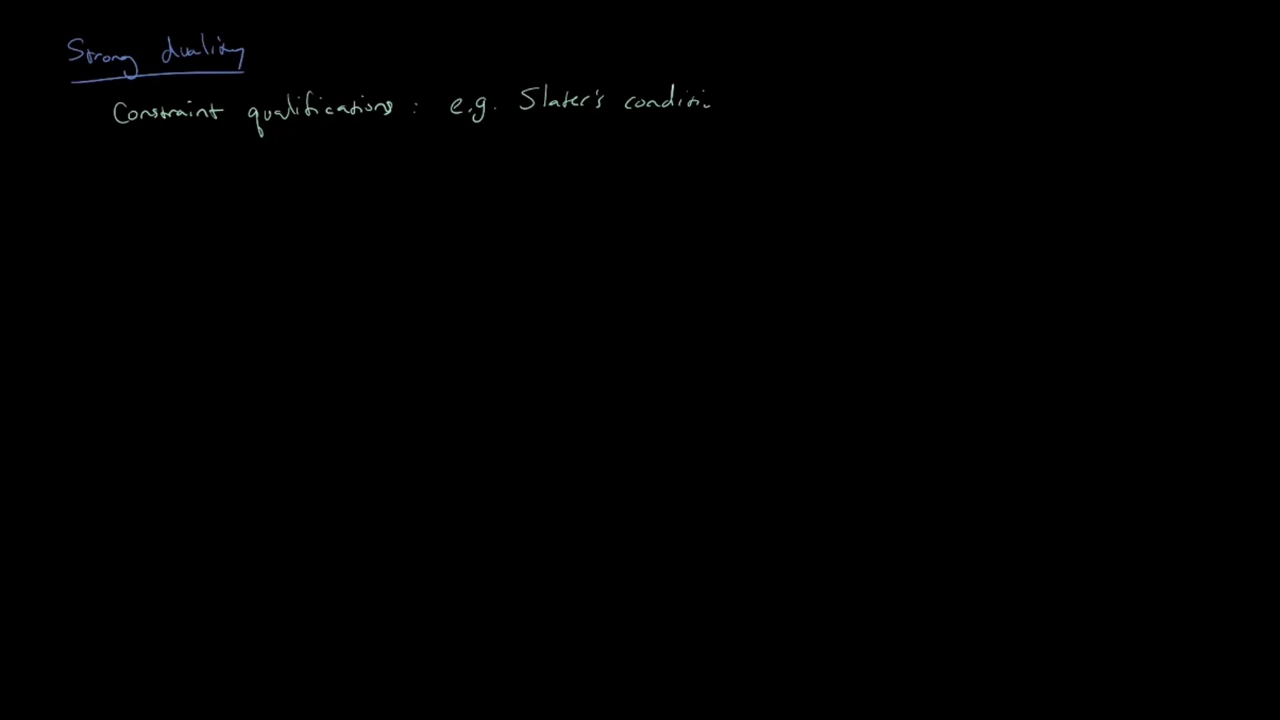 Strong duality
Constraint qualifications : e.g. Slater's conditi